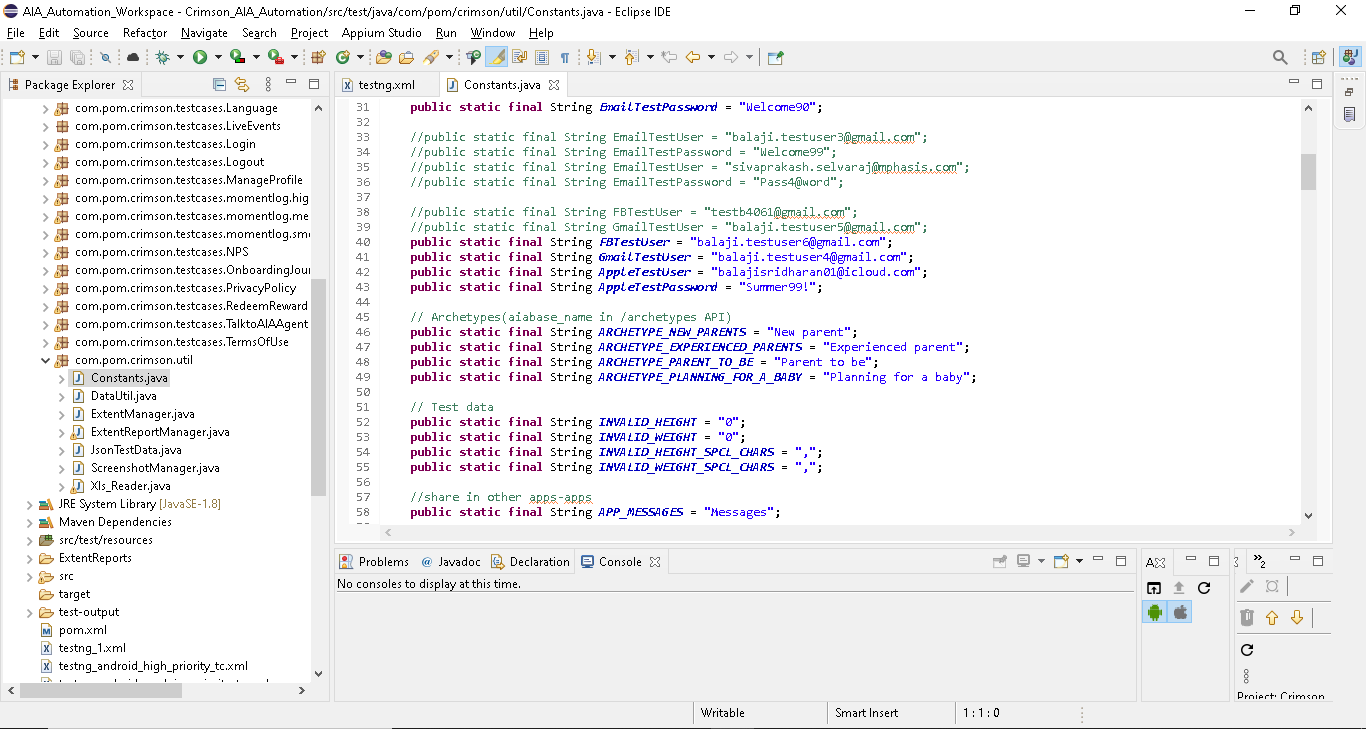 AIA_Automation_Workspace - Crimson_AIA_Automation/src/test/java/com/pom/crimson/util/Constants.java - Eclipse IDE
File Edit Source Refactor Navigate Search Project Appium Studio Run Window Help
Package Explorer
com.pom.crimson.testcases.Language
com.pom.crimson.testcases.LiveEvents
com.pom.crimson.testcases.Login
com.pom.crimson.testcases.Logout
com.pom.crimson.testcases.ManageProfile
com.pom.crimson.testcases.momentlog.hig
com.pom.crimson.testcases.momentlog.me
com.pom.crimson.testcases.momentlog.sm
com.pom.crimson.testcases.NPS
com.pom.crimson.testcases.OnboardingJou
com.pom.crimson.testcases.PrivacyPolicy
com.pom.crimson.testcases.RedeemReward
com.pom.crimson.testcases.TalktoAIAAgent
com.pom.crimson.testcases.TermsOfUse
com.pom.crimson.util
Constants.java
DataUtil.java
ExtentManager.java
ExtentReportManager.java
JsonTestData.java
ScreenshotManager.java
Xls_Reader.java
JRE System Library [JavaSE-1.8]
Maven Dependencies
src/test/resources
ExtentReports
src
target
test-output
pom.xml
testng_1.xml
testng_android_high_priority_tc.xml
testng.xml Constants.java
31 public static final String EmailTestPassword = "Welcome90";
32
33 //public static final String EmailTestUser = "balaji.testuser3@gmail.com";
34 //public static final String EmailTestPassword = "Welcome99";
35 //public static final String EmailTestUser = "sivaprakash.selvaraj@mphasis.com";
36 //public static final String EmailTestPassword = "Pass4@word";
37
38 //public static final String FBTestUser = "testb4061@gmail.com";
39 //public static final String GmailTestUser = "balaji.testuser5@gmail.com";
40 public static final String FBTestUser = "balaji.testuser6@gmail.com";
41 public static final String GmailTestUser = "balaji.testuser4@gmail.com";
42 public static final String AppleTestUser = "balajisridharan01@icloud.com";
43 public static final String AppleTestPassword = "Summer99!";
44
45 // Archetypes(aiabase_name in /archetypes API)
46 public static final String ARCHETYPE_NEW_PARENTS = "New parent";
47 public static final String ARCHETYPE_EXPERIENCED_PARENTS = "Experienced parent";
48 public static final String ARCHETYPE_PARENT_TO_BE = "Parent to be";
49 public static final String ARCHETYPE_PLANNING_FOR_A_BABY = "Planning for a baby";
50
51 // Test data
52 public static final String INVALID_HEIGHT = "0";
53 public static final String INVALID_WEIGHT = "0";
54 public static final String INVALID_HEIGHT_SPCL_CHARS = ",";
55 public static final String INVALID_WEIGHT_SPCL_CHARS = ",";
56
57 //share in other apps-apps
58 public static final String APP_MESSAGES = "Messages";
Problems @ Javadoc Declaration Console
No consoles to display at this time.
A
2
Project: Crimson
Writable Smart Insert 1 : 1 : 0